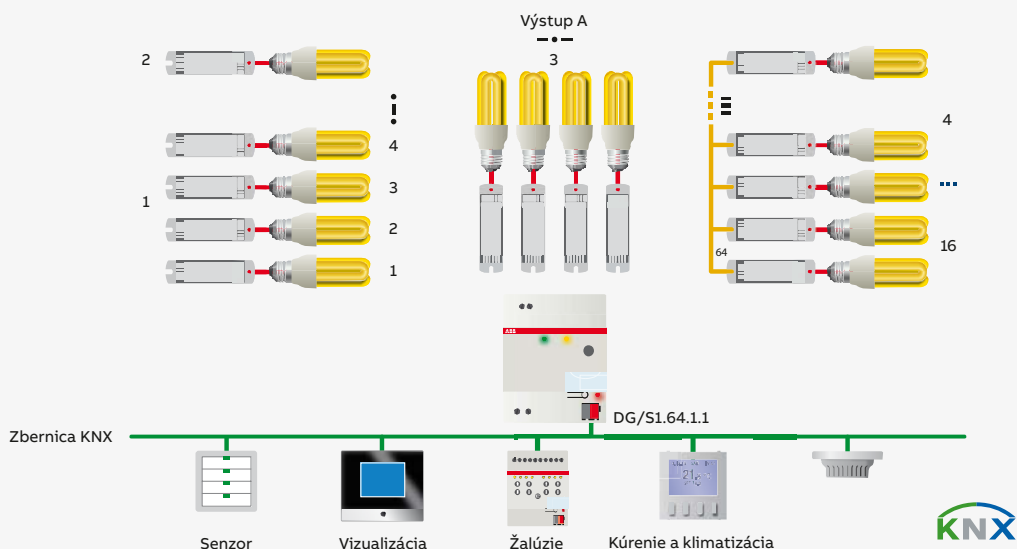 Výstup A
3
2
4
3
1
2
1
4
16
64
ABB
DG/S1.64.1.1
Zbernica KNX
Senzor
Vizualizácia
Žalúzie
Kúrenie a klimatizácia
KNX